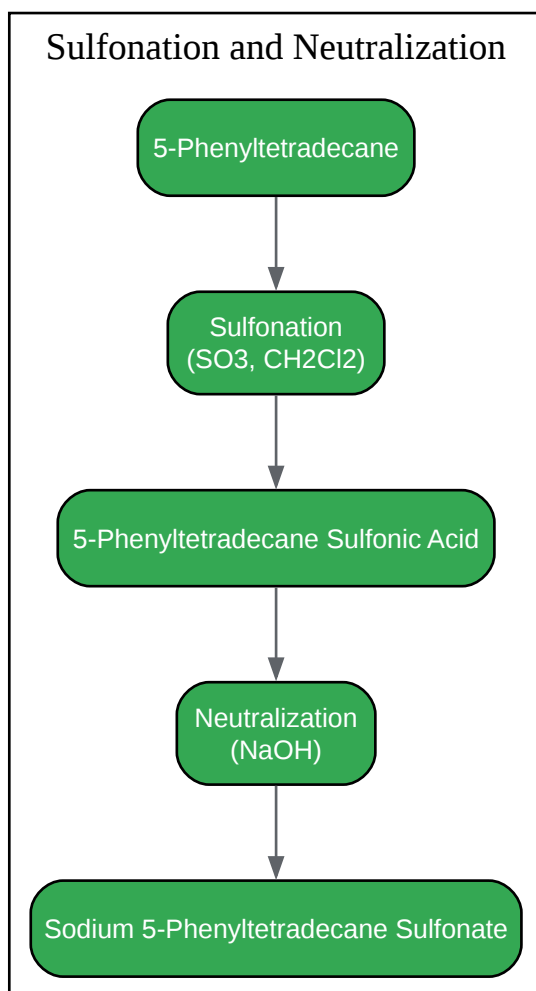 Sulfonation and Neutralization
5-Phenyltetradecane
Sulfonation
(SO3, CH2Cl2)
5-Phenyltetradecane Sulfonic Acid
Neutralization
(NaOH)
Sodium 5-Phenyltetradecane Sulfonate